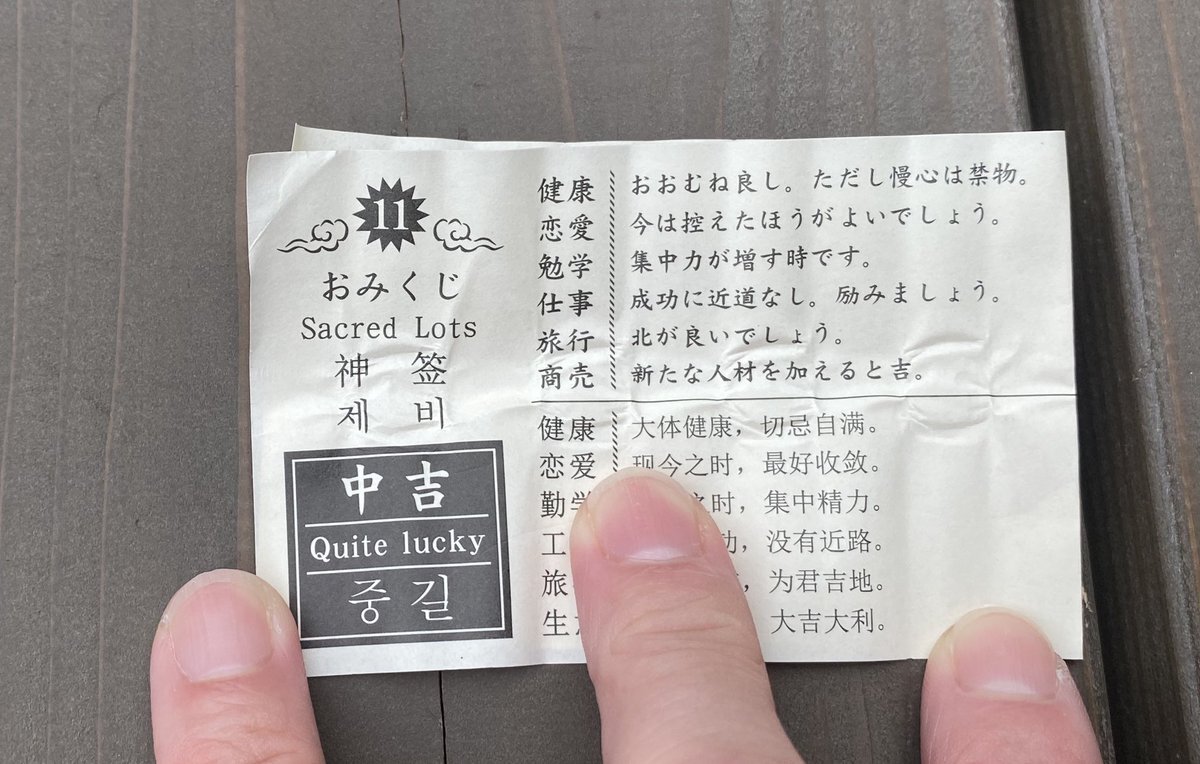 11
おみくじ
Sacred Lots
神签
제비
中吉
Quite lucky
중길
健康 おおむね良し。ただし慢心は禁物。
恋愛 今は控えたほうがよいでしょう。
勉学 集中力が増す時です。
仕事 成功に近道なし。励みましょう。
旅行 北が良いでしょう。
商売 新たな人材を加えると吉。
健康 大体健康，切忌自满。
恋爱 现今之时，最好收敛。
勤学 之时，集中精力。
工 没有近路。
旅 ，为君吉地。
生 大吉大利。